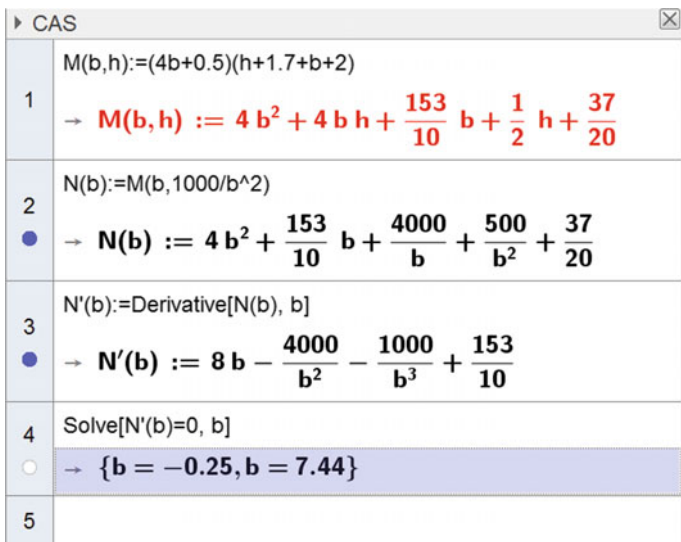 CAS
M(b,h):=(4b+0.5)(h+1.7+b+2)
1 → M(b, h) := 4 b² + 4 b h + 153/10 b + 1/2 h + 37/20
N(b):=M(b,1000/b^2)
2 → N(b) := 4 b² + 153/10 b + 4000/b + 500/b² + 37/20
N'(b):=Derivative[N(b), b]
3 → N′(b) := 8 b − 4000/b² − 1000/b³ + 153/10
Solve[N'(b)=0, b]
4 → {b = −0.25, b = 7.44}
5